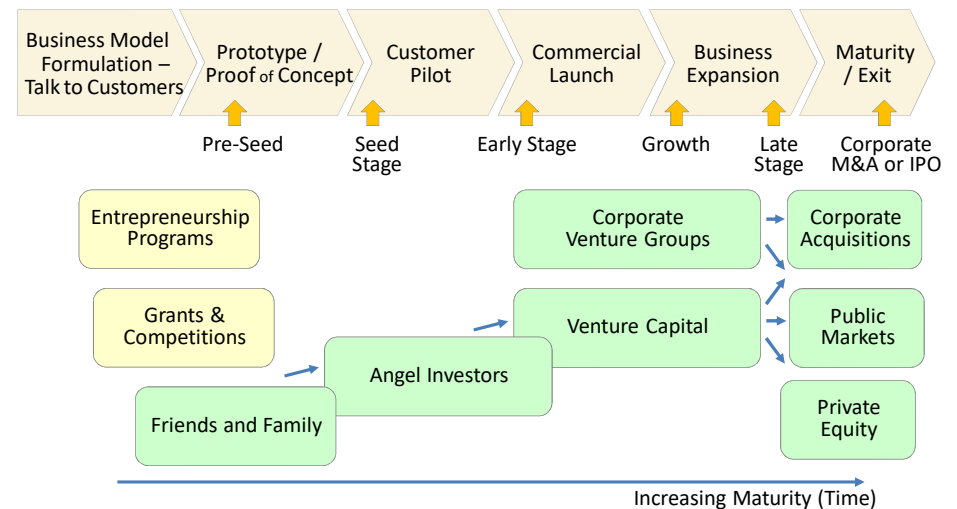 Business Model
Formulation –
Talk to Customers
Prototype /
Proof of Concept
Customer
Pilot
Commercial
Launch
Business
Expansion
Maturity
/ Exit
Pre-Seed
Seed
Stage
Early Stage
Growth
Late
Stage
Corporate
M&A or IPO
Entrepreneurship
Programs
Corporate
Venture Groups
Corporate
Acquisitions
Grants &
Competitions
Venture Capital
Public
Markets
Angel Investors
Friends and Family
Private
Equity
Increasing Maturity (Time)